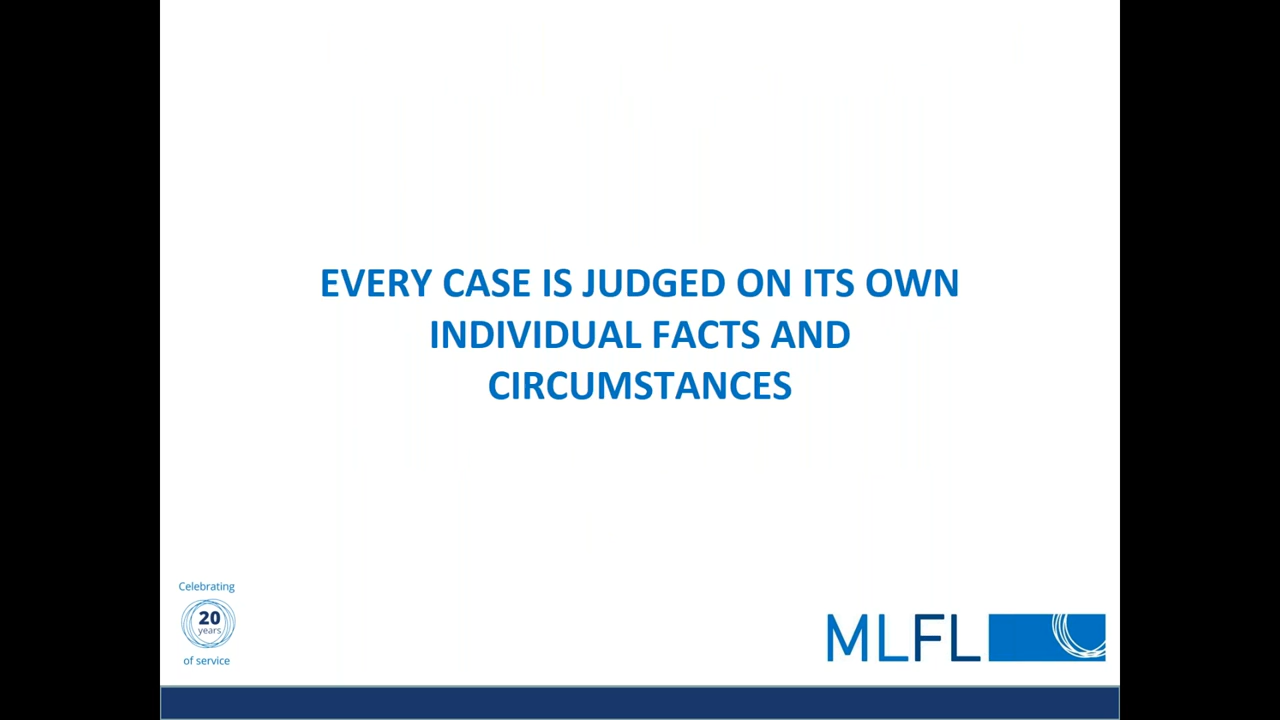 EVERY CASE IS JUDGED ON ITS OWN
INDIVIDUAL FACTS AND
CIRCUMSTANCES
Celebrating
20
years
of service
MLFL